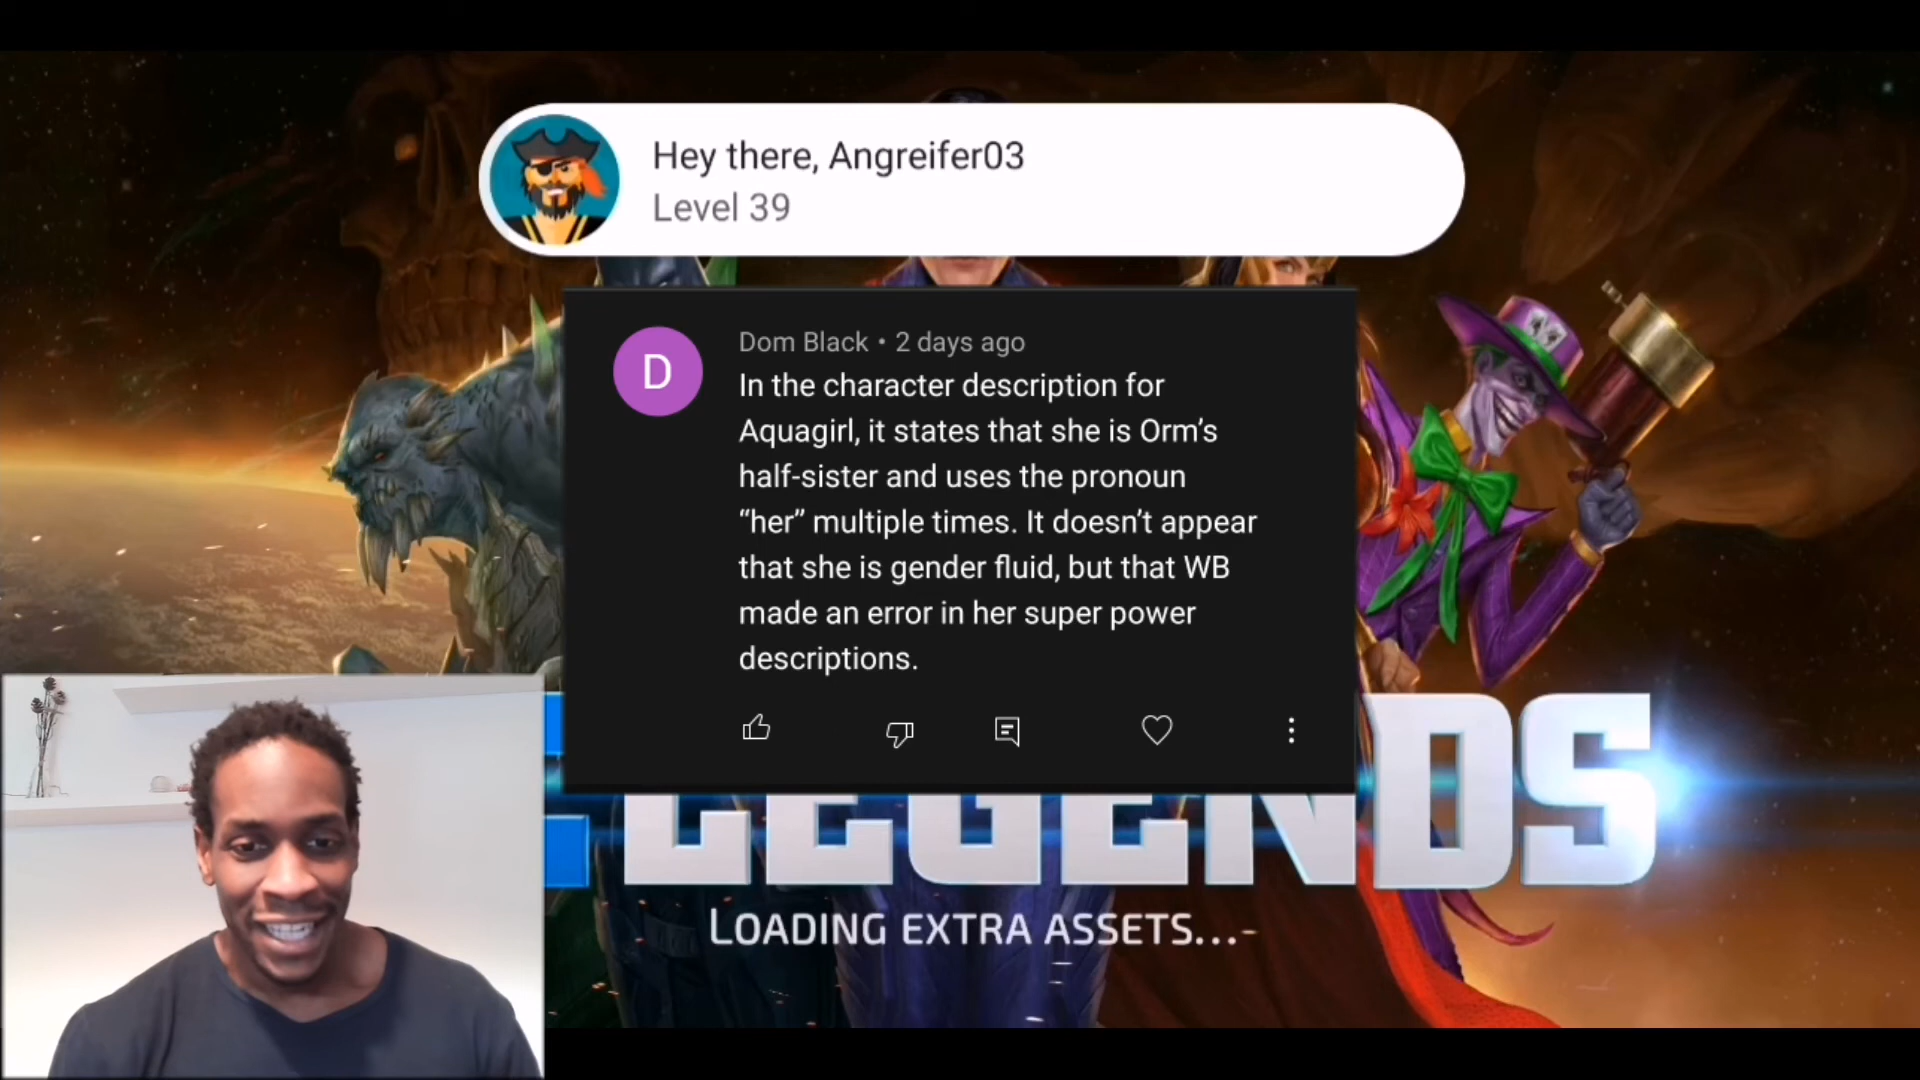 Hey there, Angreifer03
Level 39
D
Dom Black • 2 days ago
In the character description for
Aquagirl, it states that she is Orm’s
half-sister and uses the pronoun
“her” multiple times. It doesn’t appear
that she is gender fluid, but that WB
made an error in her super power
descriptions.
LEGENDS
LOADING EXTRA ASSETS...